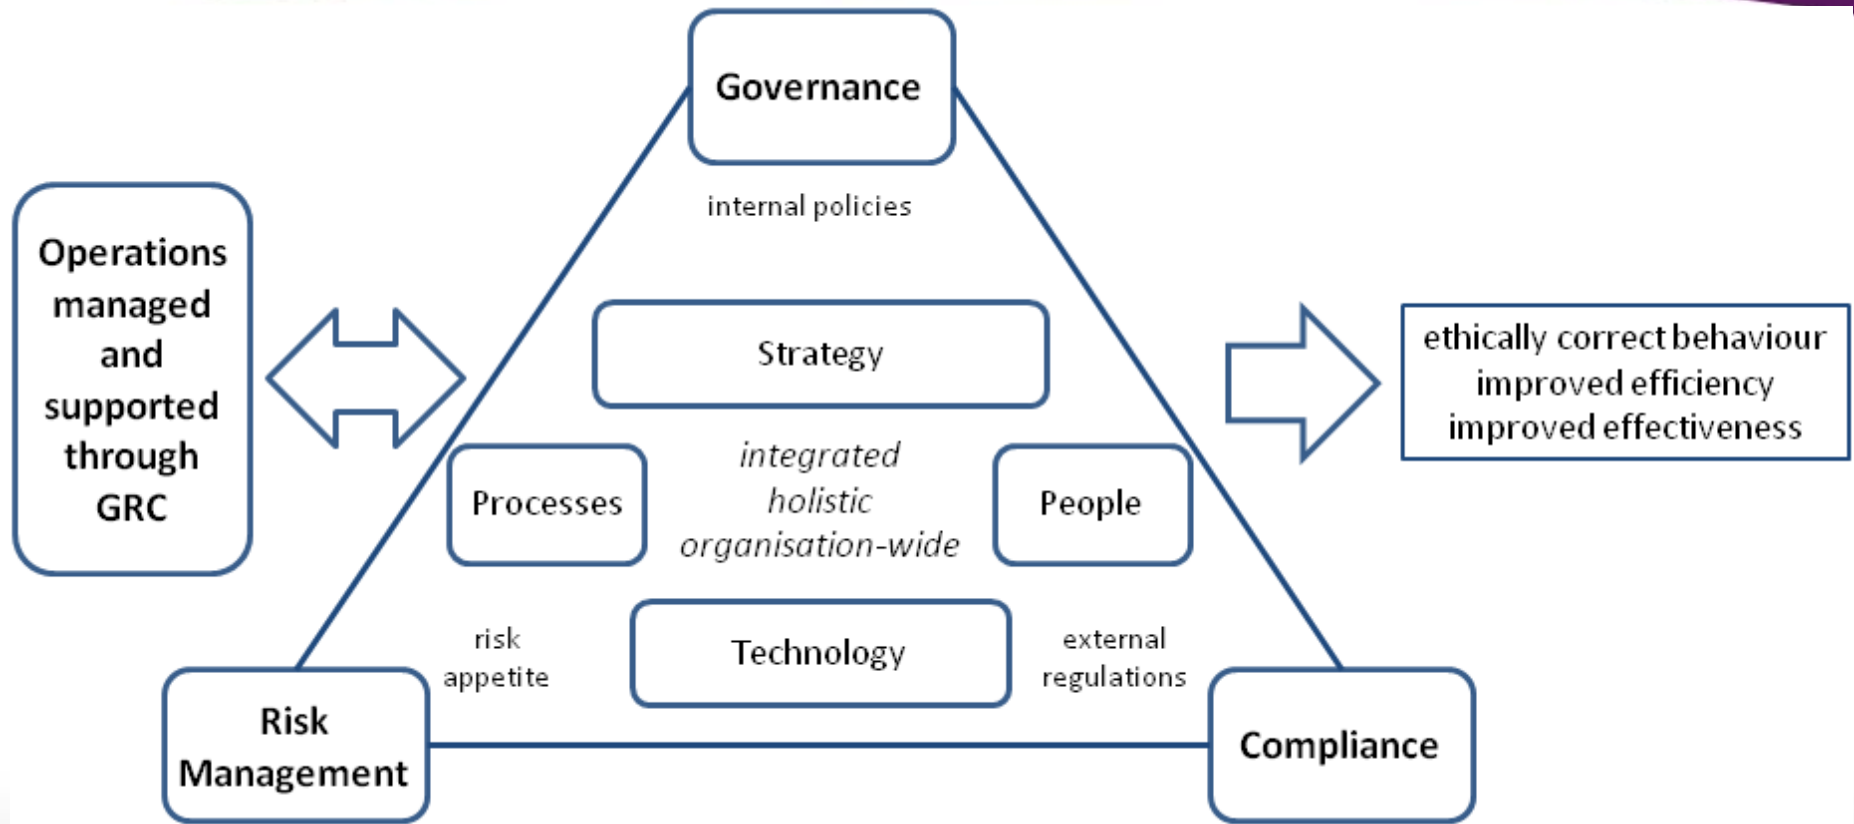 Governance
internal policies
Operations
managed
and
supported
through
GRC
Strategy
ethically correct behaviour
improved efficiency
improved effectiveness
Processes
integrated
holistic
organisation-wide
People
risk
appetite
Technology
external
regulations
Risk
Management
Compliance